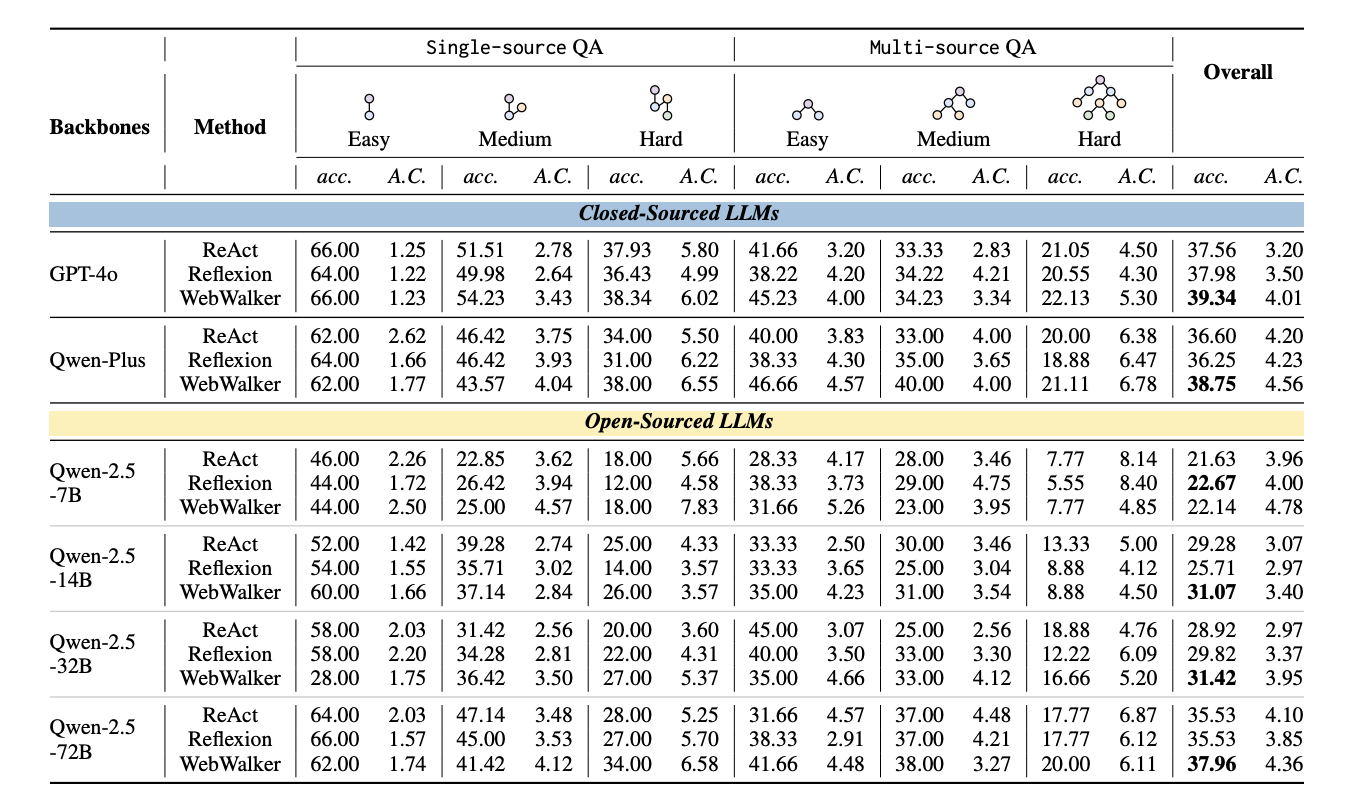 Single-source QA Multi-source QA
Overall
Backbones Method
Easy Medium Hard Easy Medium Hard
acc. A.C. acc. A.C. acc. A.C. acc. A.C. acc. A.C. acc. A.C. acc. A.C.
Closed-Sourced LLMs
GPT-4o
ReAct 66.00 1.25 51.51 2.78 37.93 5.80 41.66 3.20 33.33 2.83 21.05 4.50 37.56 3.20
Reflexion 64.00 1.22 49.98 2.64 36.43 4.99 38.22 4.20 34.22 4.21 20.55 4.30 37.98 3.50
WebWalker 66.00 1.23 54.23 3.43 38.34 6.02 45.23 4.00 34.23 3.34 22.13 5.30 39.34 4.01
Qwen-Plus
ReAct 62.00 2.62 46.42 3.75 34.00 5.50 40.00 3.83 33.00 4.00 20.00 6.38 36.60 4.20
Reflexion 64.00 1.66 46.42 3.93 31.00 6.22 38.33 4.30 35.00 3.65 18.88 6.47 36.25 4.23
WebWalker 62.00 1.77 43.57 4.04 38.00 6.55 46.66 4.57 40.00 4.00 21.11 6.78 38.75 4.56
Open-Sourced LLMs
Qwen-2.5
-7B
ReAct 46.00 2.26 22.85 3.62 18.00 5.66 28.33 4.17 28.00 3.46 7.77 8.14 21.63 3.96
Reflexion 44.00 1.72 26.42 3.94 12.00 4.58 38.33 3.73 29.00 4.75 5.55 8.40 22.67 4.00
WebWalker 44.00 2.50 25.00 4.57 18.00 7.83 31.66 5.26 23.00 3.95 7.77 4.85 22.14 4.78
Qwen-2.5
-14B
ReAct 52.00 1.42 39.28 2.74 25.00 4.33 33.33 2.50 30.00 3.46 13.33 5.00 29.28 3.07
Reflexion 54.00 1.55 35.71 3.02 14.00 3.57 33.33 3.65 25.00 3.04 8.88 4.12 25.71 2.97
WebWalker 60.00 1.66 37.14 2.84 26.00 3.57 35.00 4.23 31.00 3.54 8.88 4.50 31.07 3.40
Qwen-2.5
-32B
ReAct 58.00 2.03 31.42 2.56 20.00 3.60 45.00 3.07 25.00 2.56 18.88 4.76 28.92 2.97
Reflexion 58.00 2.20 34.28 2.81 22.00 4.31 40.00 3.50 33.00 3.30 12.22 6.09 29.82 3.37
WebWalker 28.00 1.75 36.42 3.50 27.00 5.37 35.00 4.66 33.00 4.12 16.66 5.20 31.42 3.95
Qwen-2.5
-72B
ReAct 64.00 2.03 47.14 3.48 28.00 5.25 31.66 4.57 37.00 4.48 17.77 6.87 35.53 4.10
Reflexion 66.00 1.57 45.00 3.53 27.00 5.70 38.33 2.91 37.00 4.21 17.77 6.12 35.53 3.85
WebWalker 62.00 1.74 41.42 4.12 34.00 6.58 41.66 4.48 38.00 3.27 20.00 6.11 37.96 4.36